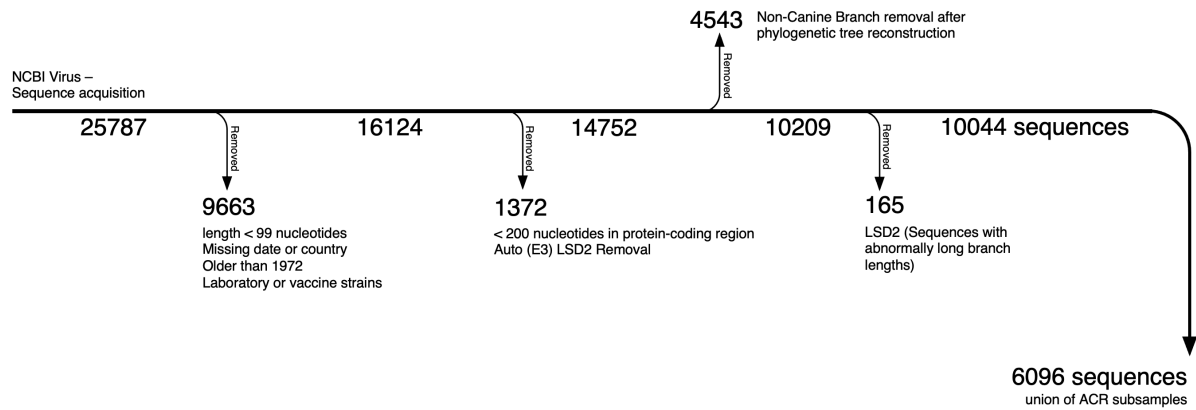 4543
Non-Canine Branch removal after
phylogenetic tree reconstruction
Removed
NCBI Virus –
Sequence acquisition
25787
16124
14752
10209
10044 sequences
Removed
Removed
Removed
9663
length < 99 nucleotides
Missing date or country
Older than 1972
Laboratory or vaccine strains
1372
< 200 nucleotides in protein-coding region
Auto (E3) LSD2 Removal
165
LSD2 (Sequences with
abnormally long branch
lengths)
6096 sequences
union of ACR subsamples